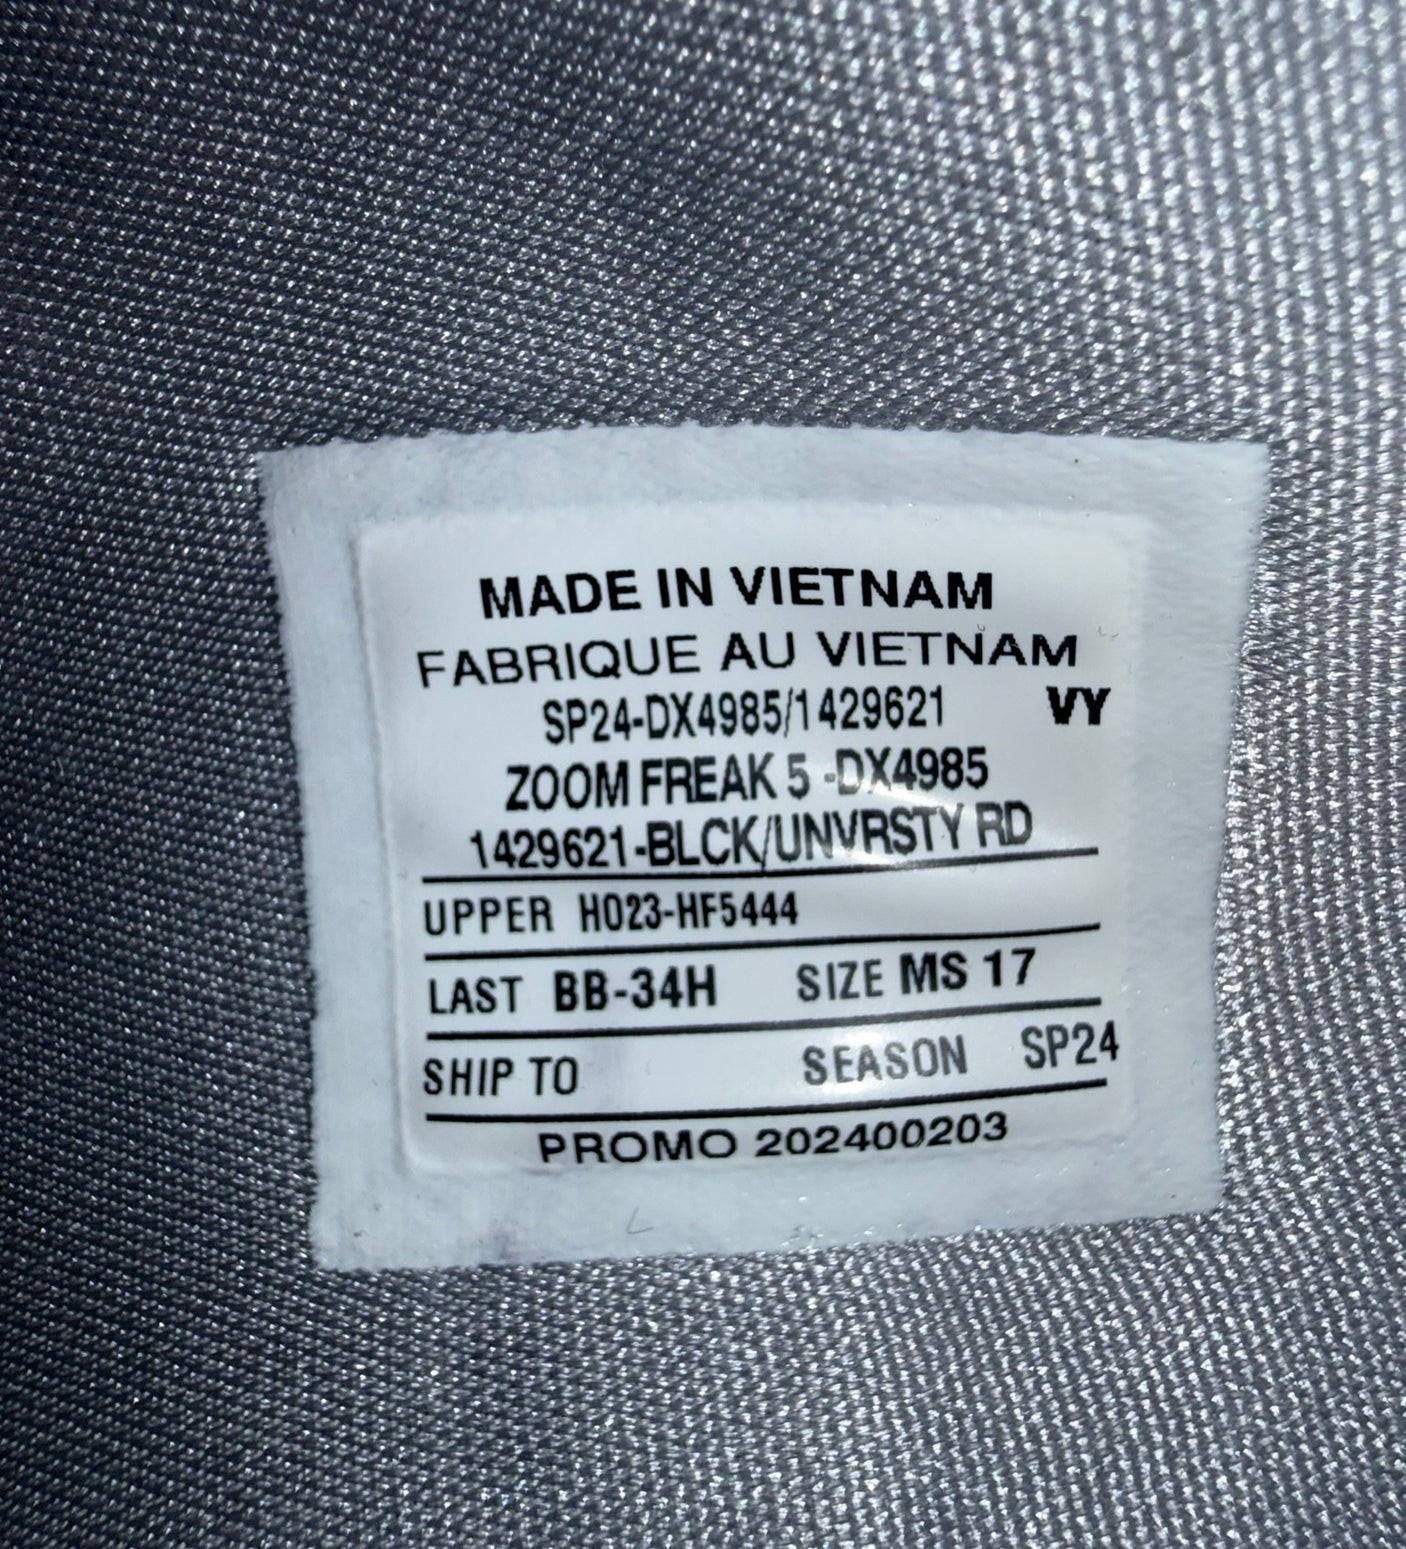 MADE IN VIETNAM
FABRIQUE AU VIETNAM
SP24-DX4985/1429621 VY
ZOOM FREAK 5 -DX4985
1429621-BLCK/UNVRSTY RD
UPPER HO23-HF5444
LAST BB-34H SIZE MS 17
SHIP TO SEASON SP24
PROMO 202400203